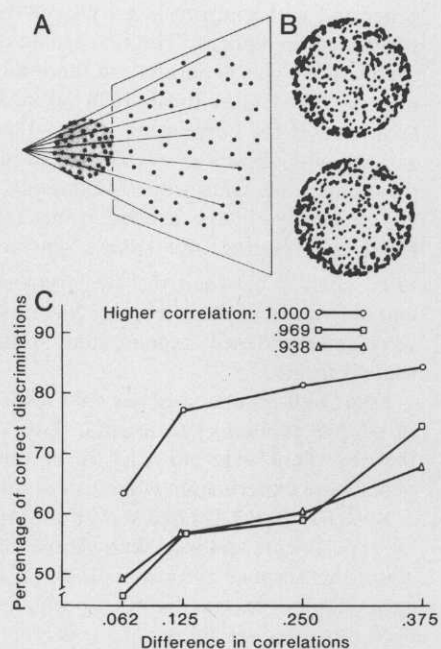 A
B
C
Higher correlation: 1.000
.969
.938
90
80
70
60
50
Percentage of correct discriminations
.062
.125
.250
.375
Difference in correlations